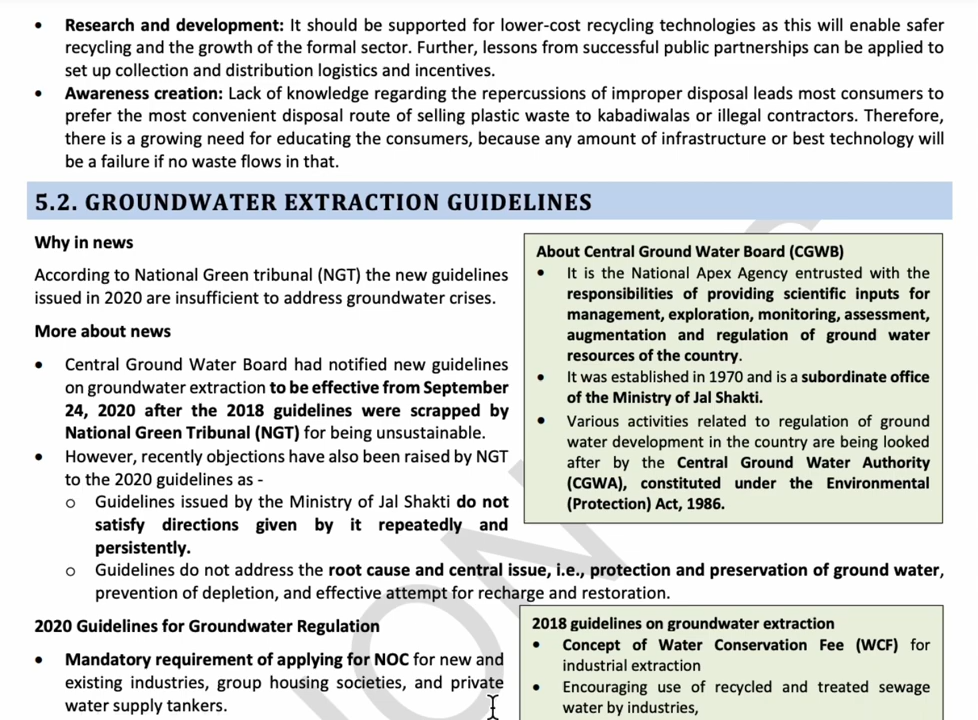 • Research and development: It should be supported for lower-cost recycling technologies as this will enable safer
recycling and the growth of the formal sector. Further, lessons from successful public partnerships can be applied to
set up collection and distribution logistics and incentives.
• Awareness creation: Lack of knowledge regarding the repercussions of improper disposal leads most consumers to
prefer the most convenient disposal route of selling plastic waste to kabadiwalas or illegal contractors. Therefore,
there is a growing need for educating the consumers, because any amount of infrastructure or best technology will
be a failure if no waste flows in that.
5.2. GROUNDWATER EXTRACTION GUIDELINES
Why in news
According to National Green tribunal (NGT) the new guidelines
issued in 2020 are insufficient to address groundwater crises.
More about news
• Central Ground Water Board had notified new guidelines
on groundwater extraction to be effective from September
24, 2020 after the 2018 guidelines were scrapped by
National Green Tribunal (NGT) for being unsustainable.
• However, recently objections have also been raised by NGT
to the 2020 guidelines as -
o Guidelines issued by the Ministry of Jal Shakti do not
satisfy directions given by it repeatedly and
persistently.
o Guidelines do not address the root cause and central issue, i.e., protection and preservation of ground water,
prevention of depletion, and effective attempt for recharge and restoration.
About Central Ground Water Board (CGWB)
• It is the National Apex Agency entrusted with the
responsibilities of providing scientific inputs for
management, exploration, monitoring, assessment,
augmentation and regulation of ground water
resources of the country.
• It was established in 1970 and is a subordinate office
of the Ministry of Jal Shakti.
• Various activities related to regulation of ground
water development in the country are being looked
after by the Central Ground Water Authority
(CGWA), constituted under the Environmental
(Protection) Act, 1986.
2020 Guidelines for Groundwater Regulation
• Mandatory requirement of applying for NOC for new and
existing industries, group housing societies, and private
water supply tankers.
2018 guidelines on groundwater extraction
• Concept of Water Conservation Fee (WCF) for
industrial extraction
• Encouraging use of recycled and treated sewage
water by industries,